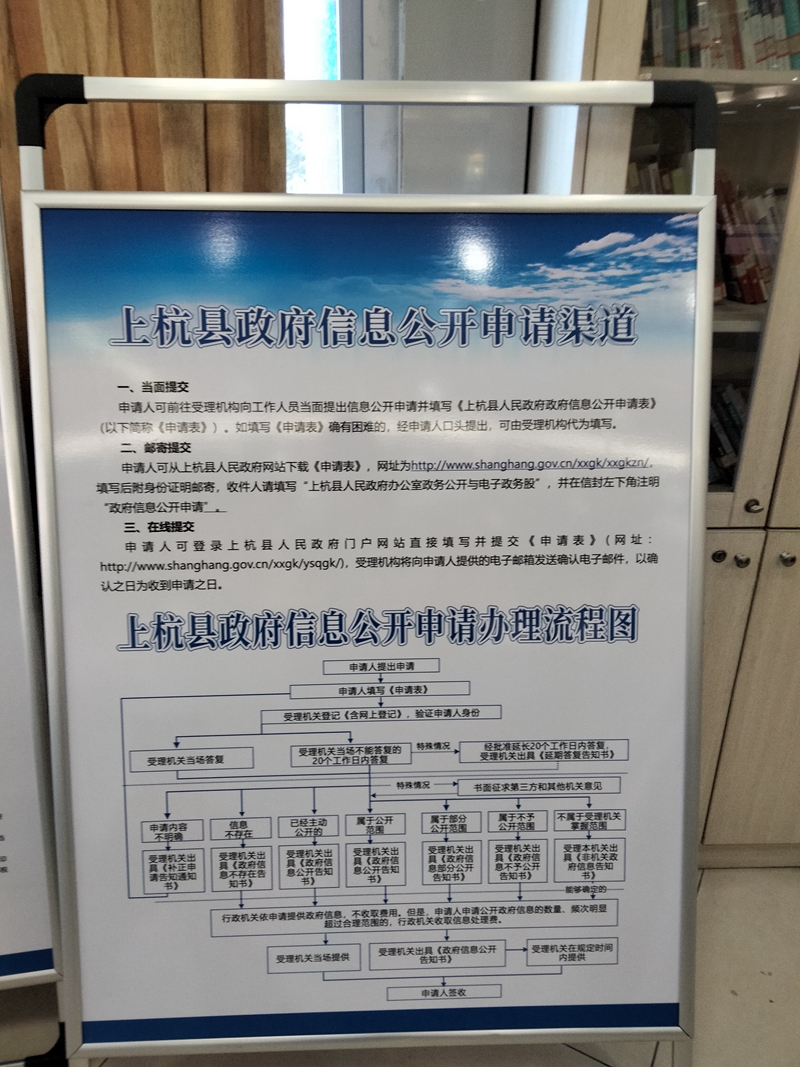 上杭县政府信息公开申请渠道
一、当面提交
申请人可前往受理机构向工作人员当面提出信息公开申请并填写《上杭县人民政府政府信息公开申请表》
(以下简称《申请表》)。如填写《申请表》确有困难的，经申请人口头提出，可由受理机构代为填写。
二、邮寄提交
申请人可从上杭县人民政府网站下载《申请表》，网址为http://www.shanghang.gov.cn/xxgk/xxgkzn/，
填写后附身份证明邮寄，收件人请填写“上杭县人民政府办公室政务公开与电子政务股”，并在信封左下角注明
“政府信息公开申请”。
三、在线提交
申请人可登录上杭县人民政府门户网站直接填写并提交《申请表》(网址：
http://www.shanghang.gov.cn/xxgk/ysqgk/)，受理机构将向申请人提供的电子邮箱发送确认电子邮件，以确
认之日为收到申请之日。
上杭县政府信息公开申请办理流程图
申请人提出申请
申请人填写《申请表》
受理机关登记《含网上登记》，验证申请人身份
受理机关当场答复
受理机关当场不能答复的
20个工作日内答复
特殊情况
经批准延长20个工作日内答复，
受理机关出具《延期答复告知书》
特殊情况
书面征求第三方和其他机关意见
申请内容
不明确
信息
不存在
已经主动
公开的
属于公开
范围
属于部分
公开范围
属于不予
公开范围
不属于受理机关
掌握范围
受理机关出
具《补正申
请告知通知
书》
受理机关出
具《政府信
息不存在告
知书》
受理机关出
具《政府信
息公开告知
书》
受理机关出
具《政府信
息公开告知
书》
受理机关出
具《政府信
息部分公开
告知书》
受理机关出
具《政府信
息不予公开
告知书》
受理本机关出
具《非机关政
府信息告知
书》
能够确定的
行政机关依申请提供政府信息，不收取费用。但是，申请人申请公开政府信息的数量、频次明显
超过合理范围的，行政机关收取信息处理费。
受理机关当场提供
受理机关出具《政府信息公开
告知书》
受理机关在规定时间
内提供
申请人签收